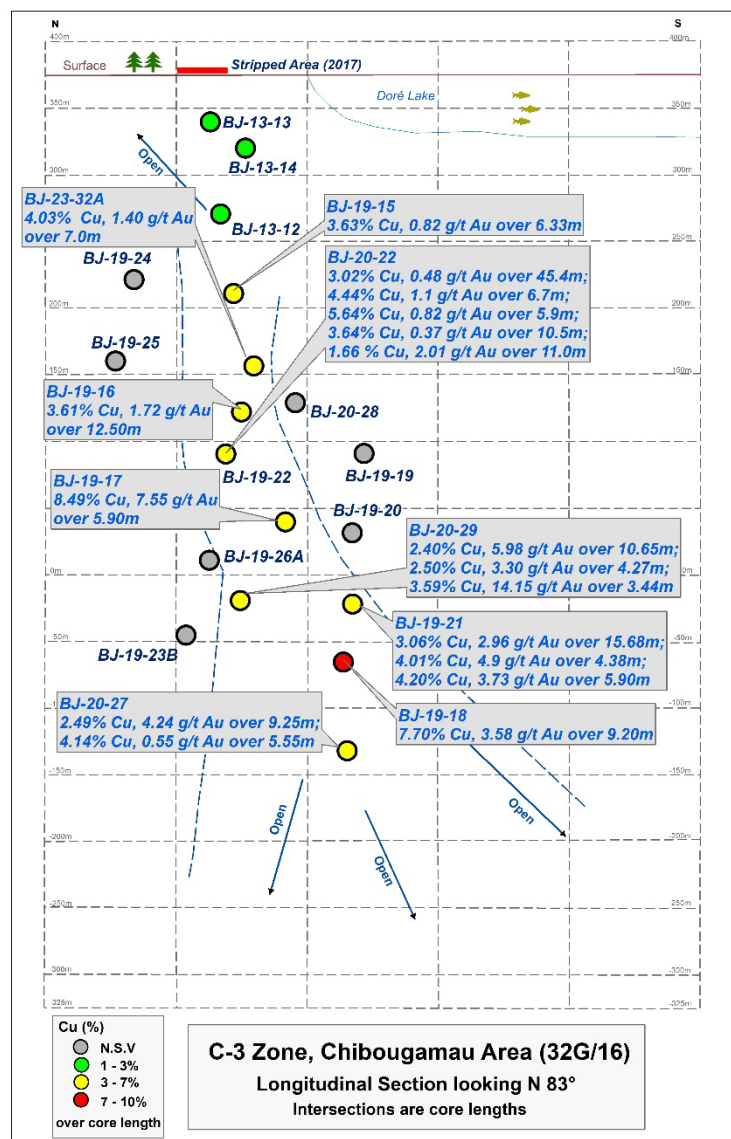 N
S
400m
400m
Surface
Stripped Area (2017)
350m
350m
Doré Lake
BJ-13-13
BJ-13-14
Open
300m
300m
BJ-23-32A
4.03% Cu, 1.40 g/t Au
over 7.0m
BJ-13-12
BJ-19-15
3.63% Cu, 0.82 g/t Au over 6.33m
250m
BJ-19-24
BJ-20-22
3.02% Cu, 0.48 g/t Au over 45.4m;
4.44% Cu, 1.1 g/t Au over 6.7m;
5.64% Cu, 0.82 g/t Au over 5.9m;
3.64% Cu, 0.37 g/t Au over 10.5m;
1.66 % Cu, 2.01 g/t Au over 11.0m
200m
200m
BJ-19-25
150m
150m
BJ-19-16
3.61% Cu, 1.72 g/t Au
over 12.50m
BJ-20-28
100m
BJ-19-22
BJ-19-19
BJ-19-17
8.49% Cu, 7.55 g/t Au
over 5.90m
50m
BJ-19-20
BJ-19-26A
BJ-20-29
2.40% Cu, 5.98 g/t Au over 10.65m;
2.50% Cu, 3.30 g/t Au over 4.27m;
3.59% Cu, 14.15 g/t Au over 3.44m
0m
0m
BJ-19-21
3.06% Cu, 2.96 g/t Au over 15.68m;
4.01% Cu, 4.9 g/t Au over 4.38m;
4.20% Cu, 3.73 g/t Au over 5.90m
-50m
-50m
BJ-19-23B
BJ-20-27
2.49% Cu, 4.24 g/t Au over 9.25m;
4.14% Cu, 0.55 g/t Au over 5.55m
BJ-19-18
7.70% Cu, 3.58 g/t Au over 9.20m
-100m
-150m
-150m
Open
Open
Open
-200m
-200m
-250m
-250m
-300m
-300m
-325m
-325m
Cu (%)
N.S.V
1 - 3%
3 - 7%
7 - 10%
over core length
C-3 Zone, Chibougamau Area (32G/16)
Longitudinal Section looking N 83°
Intersections are core lengths